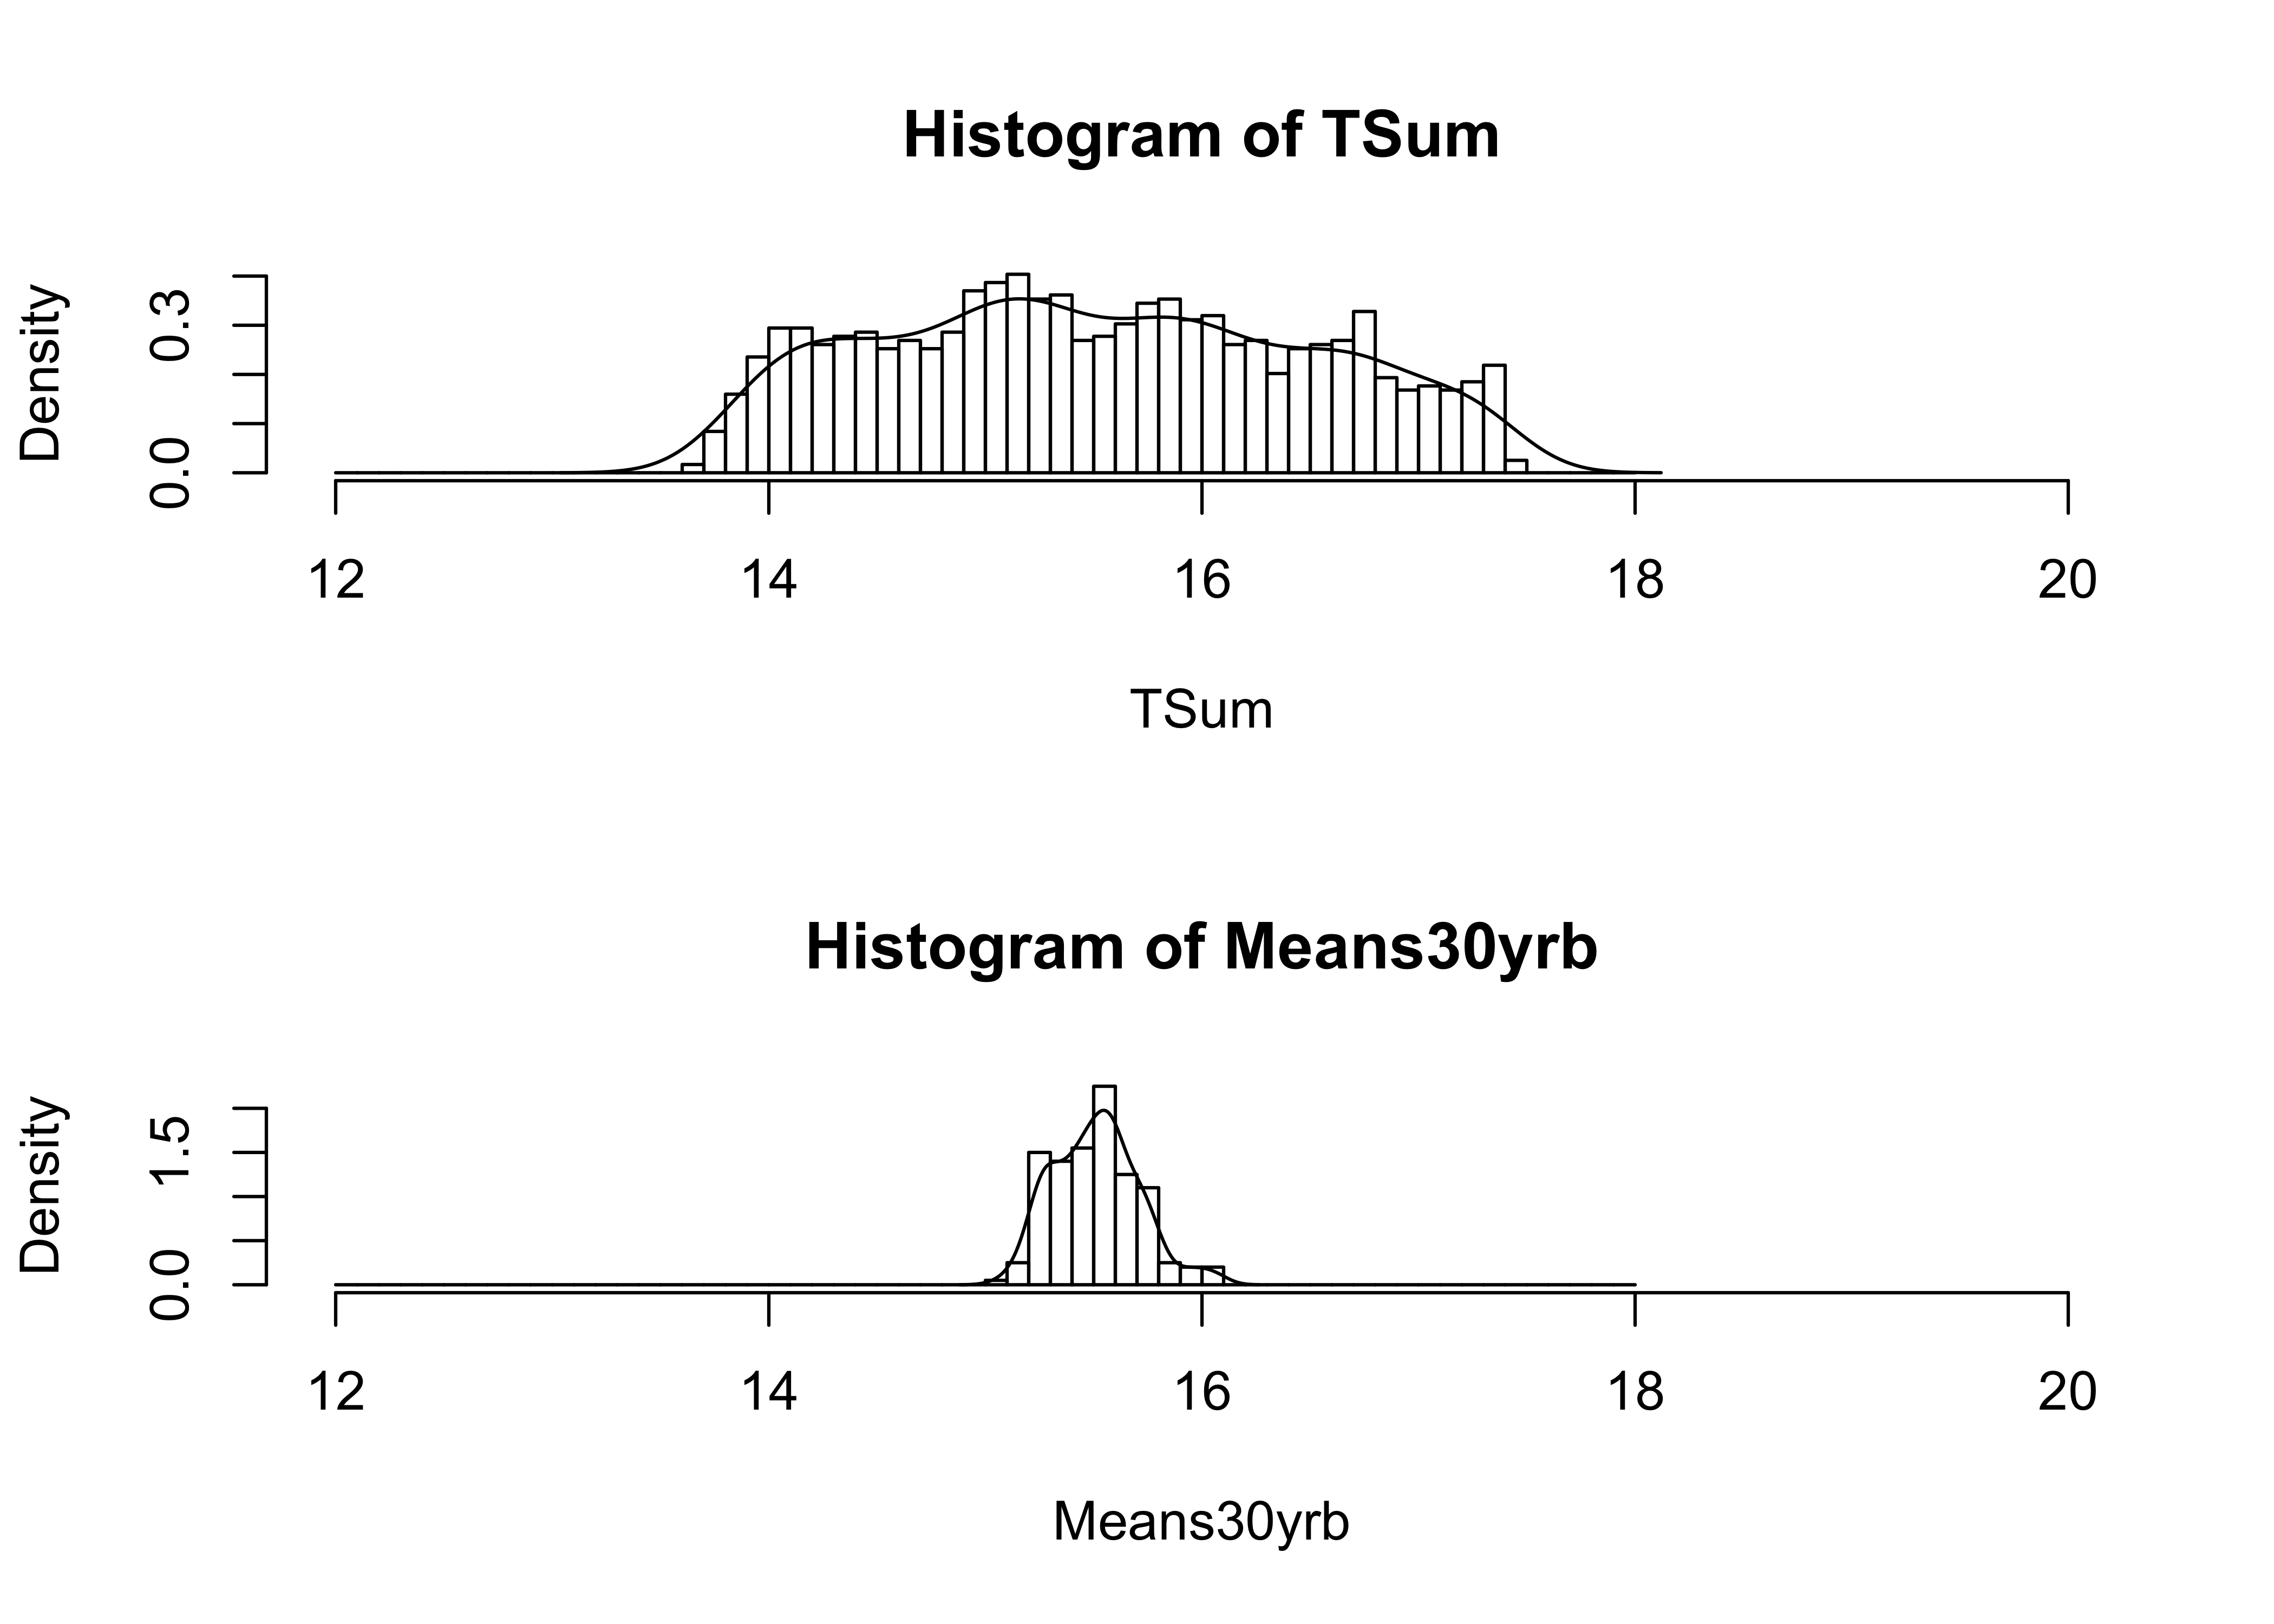 Histogram of TSum
Density
0.0 0.3
12 14 16 18 20
TSum
Histogram of Means30yrb
Density
0.0 1.5
12 14 16 18 20
Means30yrb